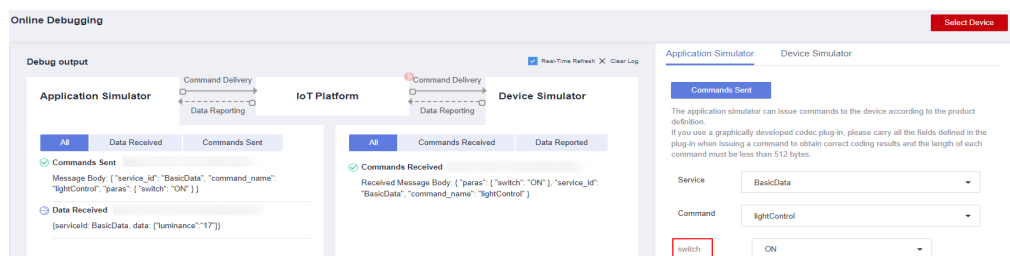 Online Debugging
Select Device
Debug output
Real-Time Refresh
Clear Log
Application Simulator
Command Delivery
Data Reporting
IoT Platform
Command Delivery
Data Reporting
Device Simulator
All
Data Received
Commands Sent
Commands Sent
Message Body: { "service_id": "BasicData", "command_name":
"lightControl", "paras": { "switch": "ON" } }
Data Received
{serviceId: BasicData, data: {"luminance":"17"}}
All
Commands Received
Data Reported
Commands Received
Received Message Body: { "paras": { "switch": "ON" }, "service_id":
"BasicData", "command_name": "lightControl" }
Application Simulator
Device Simulator
Commands Sent
The application simulator can issue commands to the device according to the product
definition.
If you use a graphically developed codec plug-in, please carry all the fields defined in the
plug-in when issuing a command to obtain correct coding results and the length of each
command must be less than 512 bytes.
Service
BasicData
Command
lightControl
switch
ON